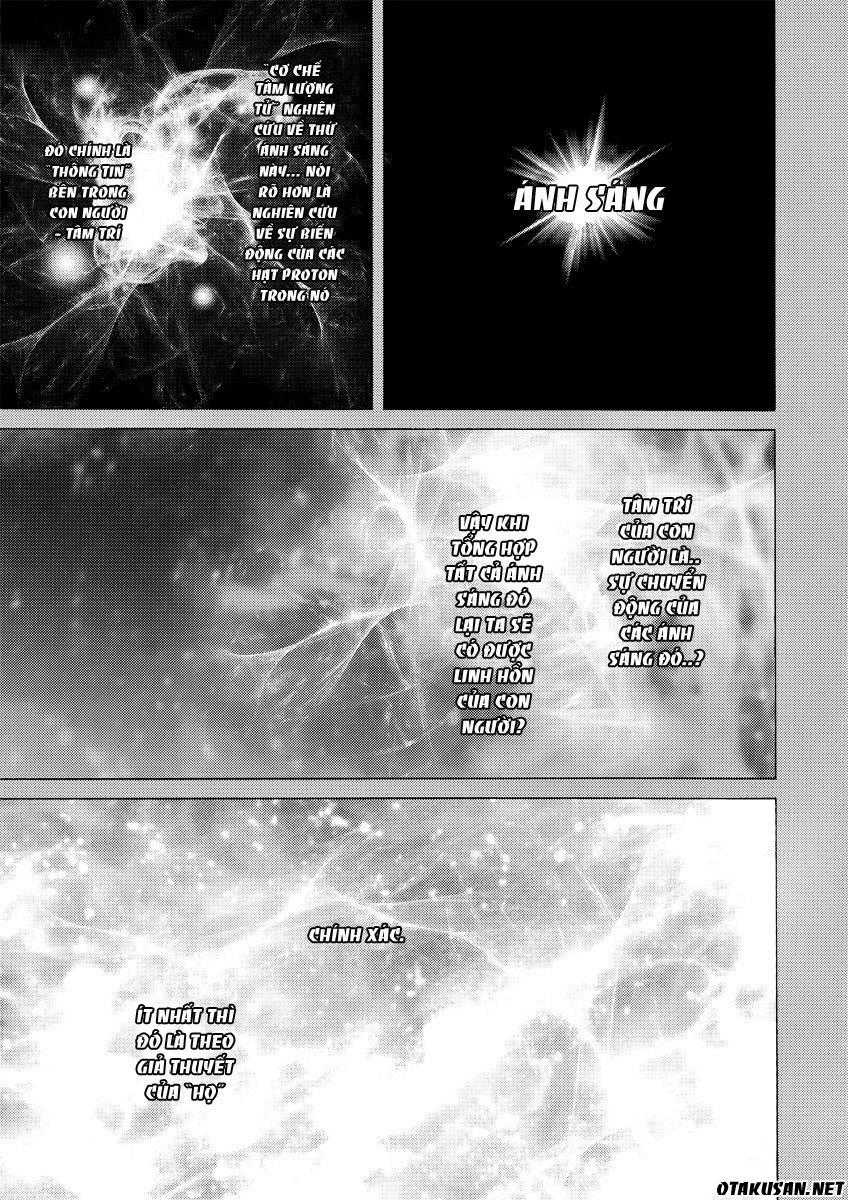 ÁNH SÁNG
"CƠ CHẾ
TÂM LƯỢNG
TỬ" NGHIÊN
CỨU VỀ THỨ
ÁNH SÁNG
NÀY... NÓI
RÕ HƠN LÀ
NGHIÊN CỨU
VỀ SỰ BIẾN
ĐỘNG CỦA CÁC
HẠT PROTON
TRONG NÓ
ĐÓ CHÍNH LÀ
"THÔNG TIN"
BÊN TRONG
CON NGƯỜI
- TÂM TRÍ
TÂM TRÍ
CỦA CON
NGƯỜI LÀ..
SỰ CHUYỂN
ĐỘNG CỦA
CÁC ÁNH
SÁNG ĐÓ..?
VẬY KHI
TỔNG HỢP
TẤT CẢ ÁNH
SÁNG ĐÓ
LẠI TA SẼ
CÓ ĐƯỢC
LINH HỒN
CỦA CON
NGƯỜI?
CHÍNH XÁC.
ÍT NHẤT THÌ
ĐÓ LÀ THEO
GIẢ THUYẾT
CỦA "HỌ"
OTAKUSAN.NET